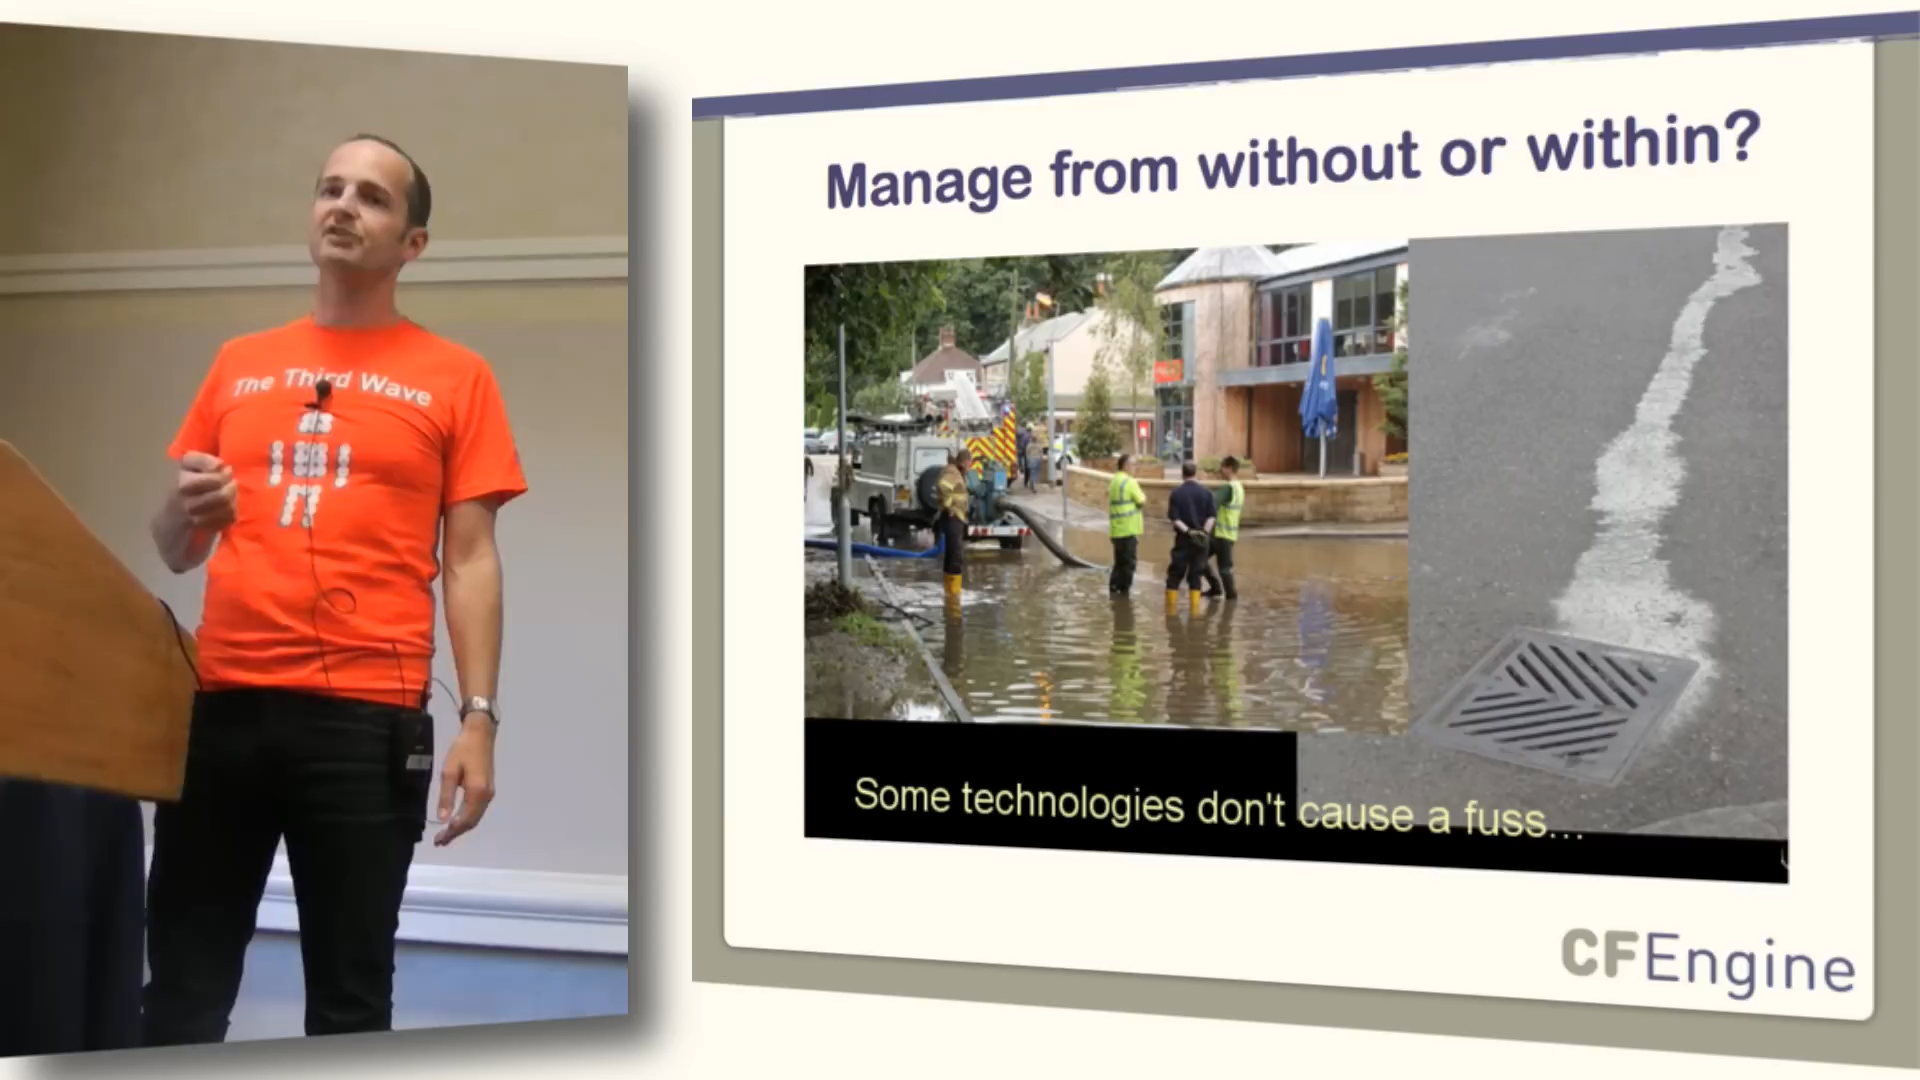 The Third Wave
Manage from without or within?
Some technologies don't cause a fuss...
CFEngine